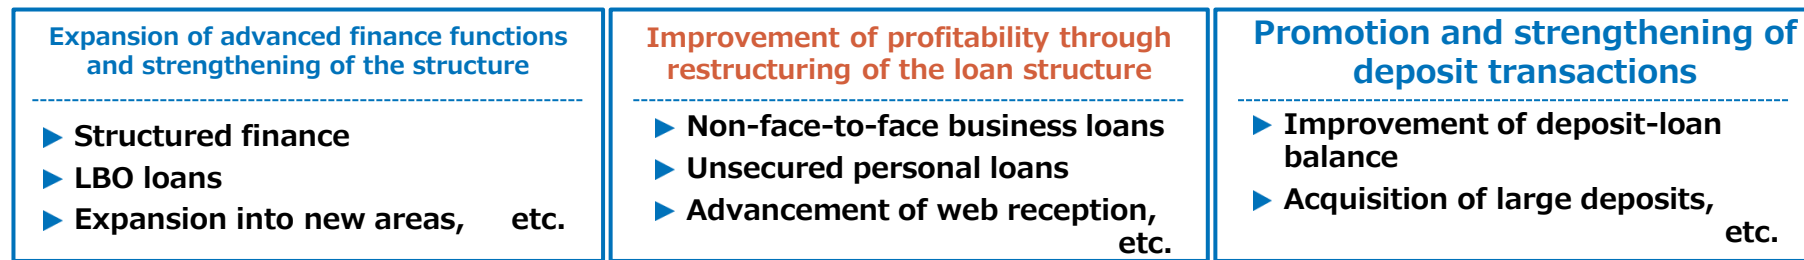 Expansion of advanced finance functions
and strengthening of the structure
▶ Structured finance
▶ LBO loans
▶ Expansion into new areas, etc.
Improvement of profitability through
restructuring of the loan structure
▶ Non-face-to-face business loans
▶ Unsecured personal loans
▶ Advancement of web reception,
etc.
Promotion and strengthening of
deposit transactions
▶ Improvement of deposit-loan
balance
▶ Acquisition of large deposits,
etc.